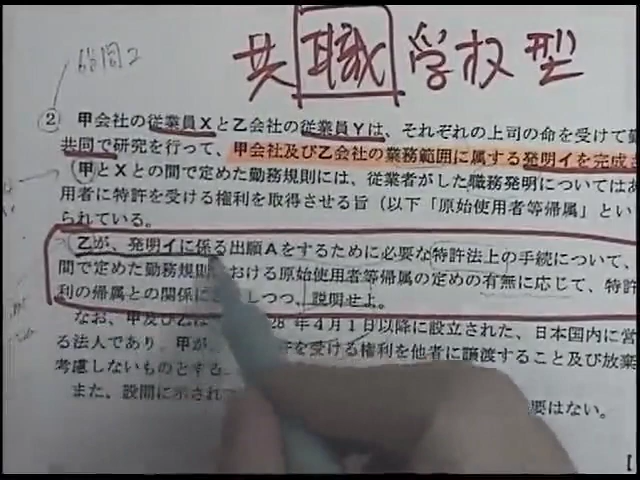 共職学校型
設問2
② 甲会社の従業員Xと乙会社の従業員Yは、それぞれの上司の命を受けて
共同で研究を行って、甲会社及び乙会社の業務範囲に属する発明イを完成
甲とXとの間で定めた勤務規則には、従業者がした職務発明についてはあ
用者に特許を受ける権利を取得させる旨(以下「原始使用者等帰属」とい
られている。
乙が、発明イに係る出願Aをするために必要な特許法上の手続について、
間で定めた勤務規則 おける原始使用者等帰属の定めの有無に応じて、特許
利の帰属との関係に しつつ、説明せよ。
なお、甲及び乙は 28年4月1日以降に設立された、日本国内に営
る法人であり、甲が 許を受ける権利を他者に譲渡すること及び放棄
考慮しないものとする。
また、設問に示され 要はない。